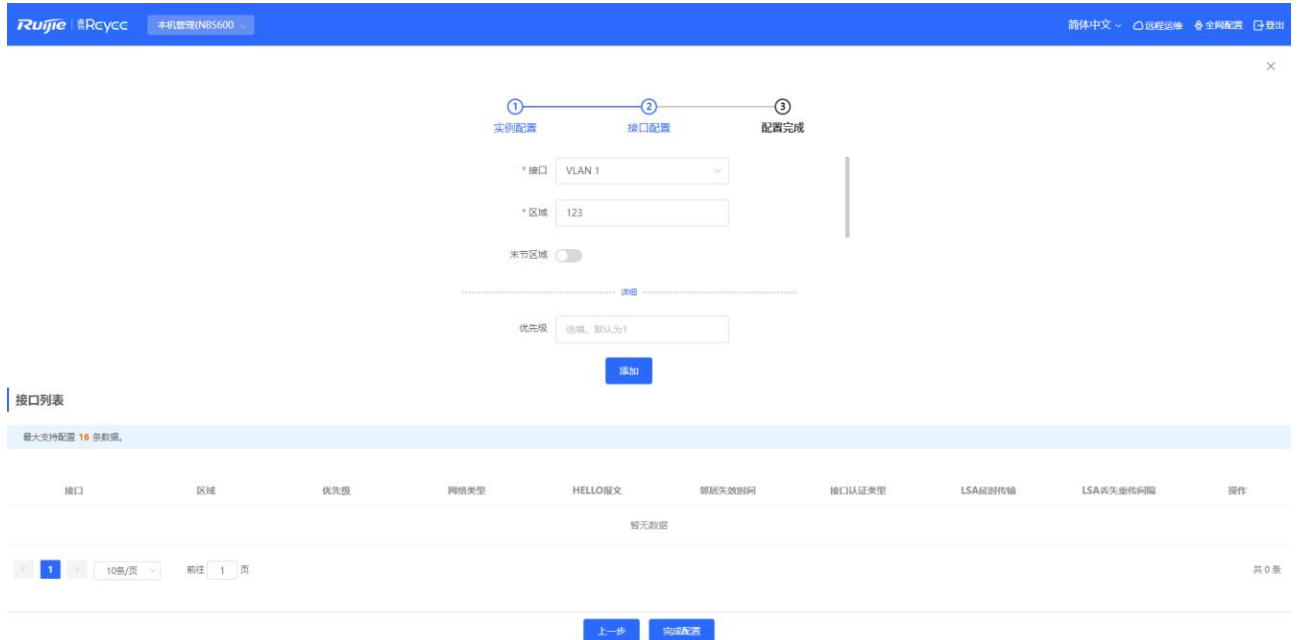 Ruijie Rcycc 本机管理(NBS600. 简体中文 远程运维 全网配置 登出
1 2 3
实例配置 接口配置 配置完成
* 接口 VLAN 1
* 区域 123
末节区域
详细
优先级 选填，默认为1
添加
接口列表
最大支持配置 16 条数据。
接口 区域 优先级 网络类型 HELLO报文 邻居失效时间 接口认证类型 LSA延时传输 LSA丢失重传间隔 操作
暂无数据
1 10条/页 前往 1 页 共 0 条
上一步 完成配置